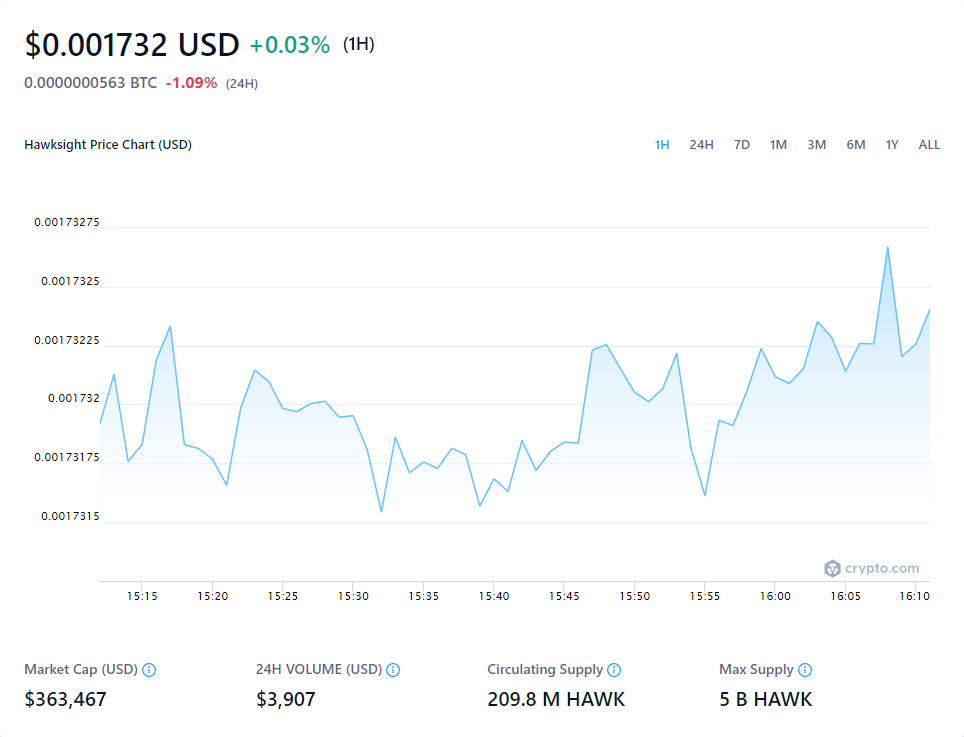 $0.001732 USD +0.03% (1H)
0.0000000563 BTC -1.09% (24H)
Hawksight Price Chart (USD)
1H 24H 7D 1M 3M 6M 1Y ALL
0.00173275
0.0017325
0.00173225
0.001732
0.00173175
0.0017315
crypto.com
15:15 15:20 15:25 15:30 15:35 15:40 15:45 15:50 15:55 16:00 16:05 16:10
Market Cap (USD) 24H VOLUME (USD) Circulating Supply Max Supply
$363,467 $3,907 209.8 M HAWK 5 B HAWK